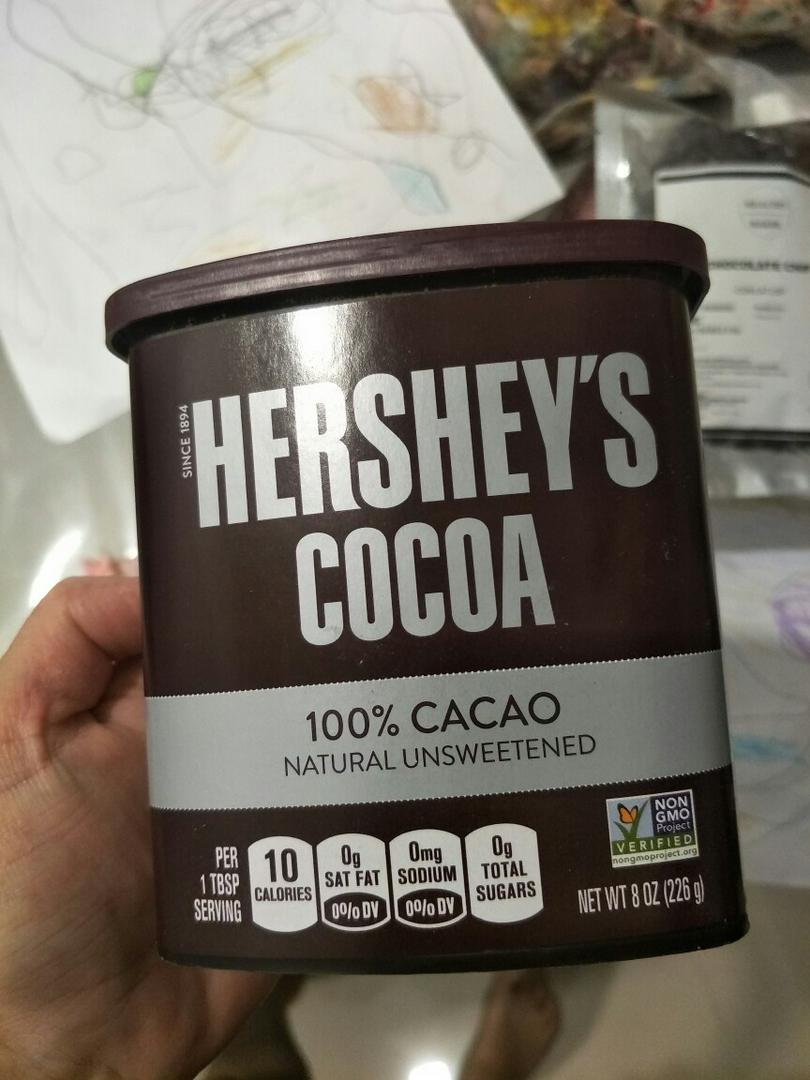 SINCE 1894
HERSHEY'S
COCOA
100% CACAO
NATURAL UNSWEETENED
PER
1 TBSP
SERVING
10
CALORIES
0g
SAT FAT
0% DV
0mg
SODIUM
0% DV
0g
TOTAL
SUGARS
NON
GMO
Project
VERIFIED
nongmoproject.org
NET WT 8 OZ (226 g)